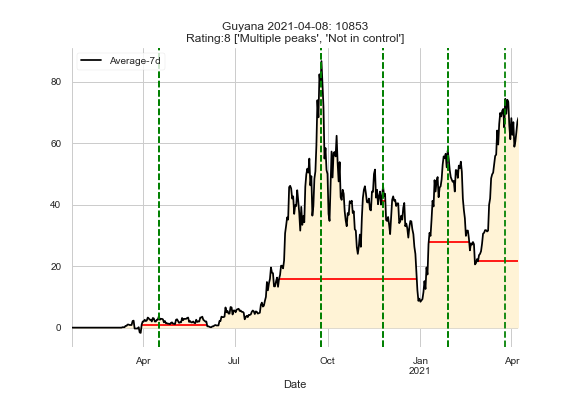 Guyana 2021-04-08: 10853
Rating:8 ['Multiple peaks', 'Not in control']
Average-7d
80
60
40
20
0
Apr
Jul
Oct
Jan
2021
Apr
Date